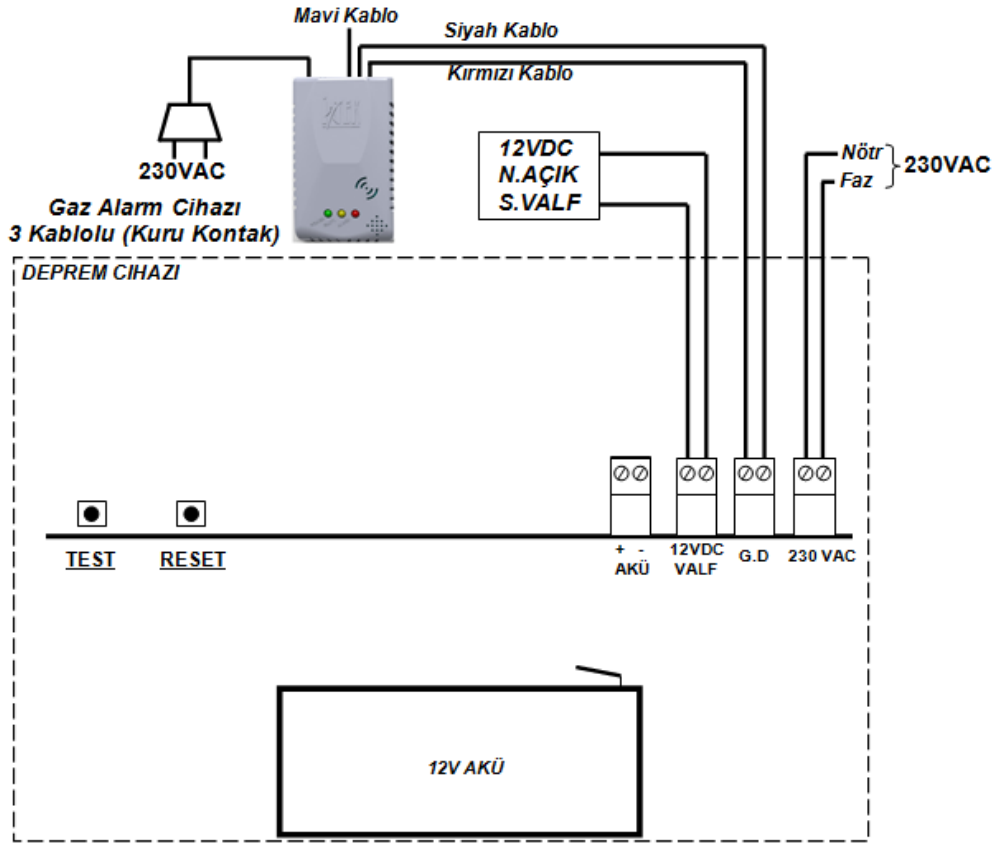 Mavi Kablo
Siyah Kablo
Kırmızı Kablo
230VAC
Gaz Alarm Cihazı
3 Kablolu (Kuru Kontak)
12VDC
N.AÇIK
S.VALF
Nötr
Faz
230VAC
DEPREM CIHAZI
TEST
RESET
+ -
AKÜ
12VDC
VALF
G.D
230 VAC
12V AKÜ